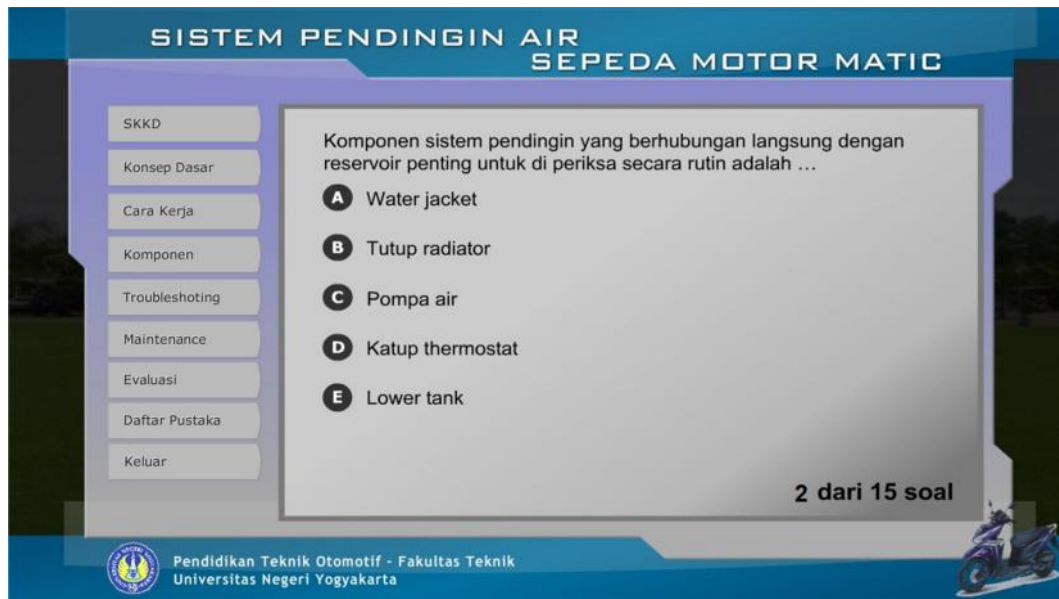 SISTEM PENDINGIN AIR
SEPEDA MOTOR MATIC
SKKD
Konsep Dasar
Cara Kerja
Komponen
Troubleshoting
Maintenance
Evaluasi
Daftar Pustaka
Keluar
Komponen sistem pendingin yang berhubungan langsung dengan
reservoir penting untuk di periksa secara rutin adalah …
A Water jacket
B Tutup radiator
C Pompa air
D Katup thermostat
E Lower tank
2 dari 15 soal
Pendidikan Teknik Otomotif - Fakultas Teknik
Universitas Negeri Yogyakarta